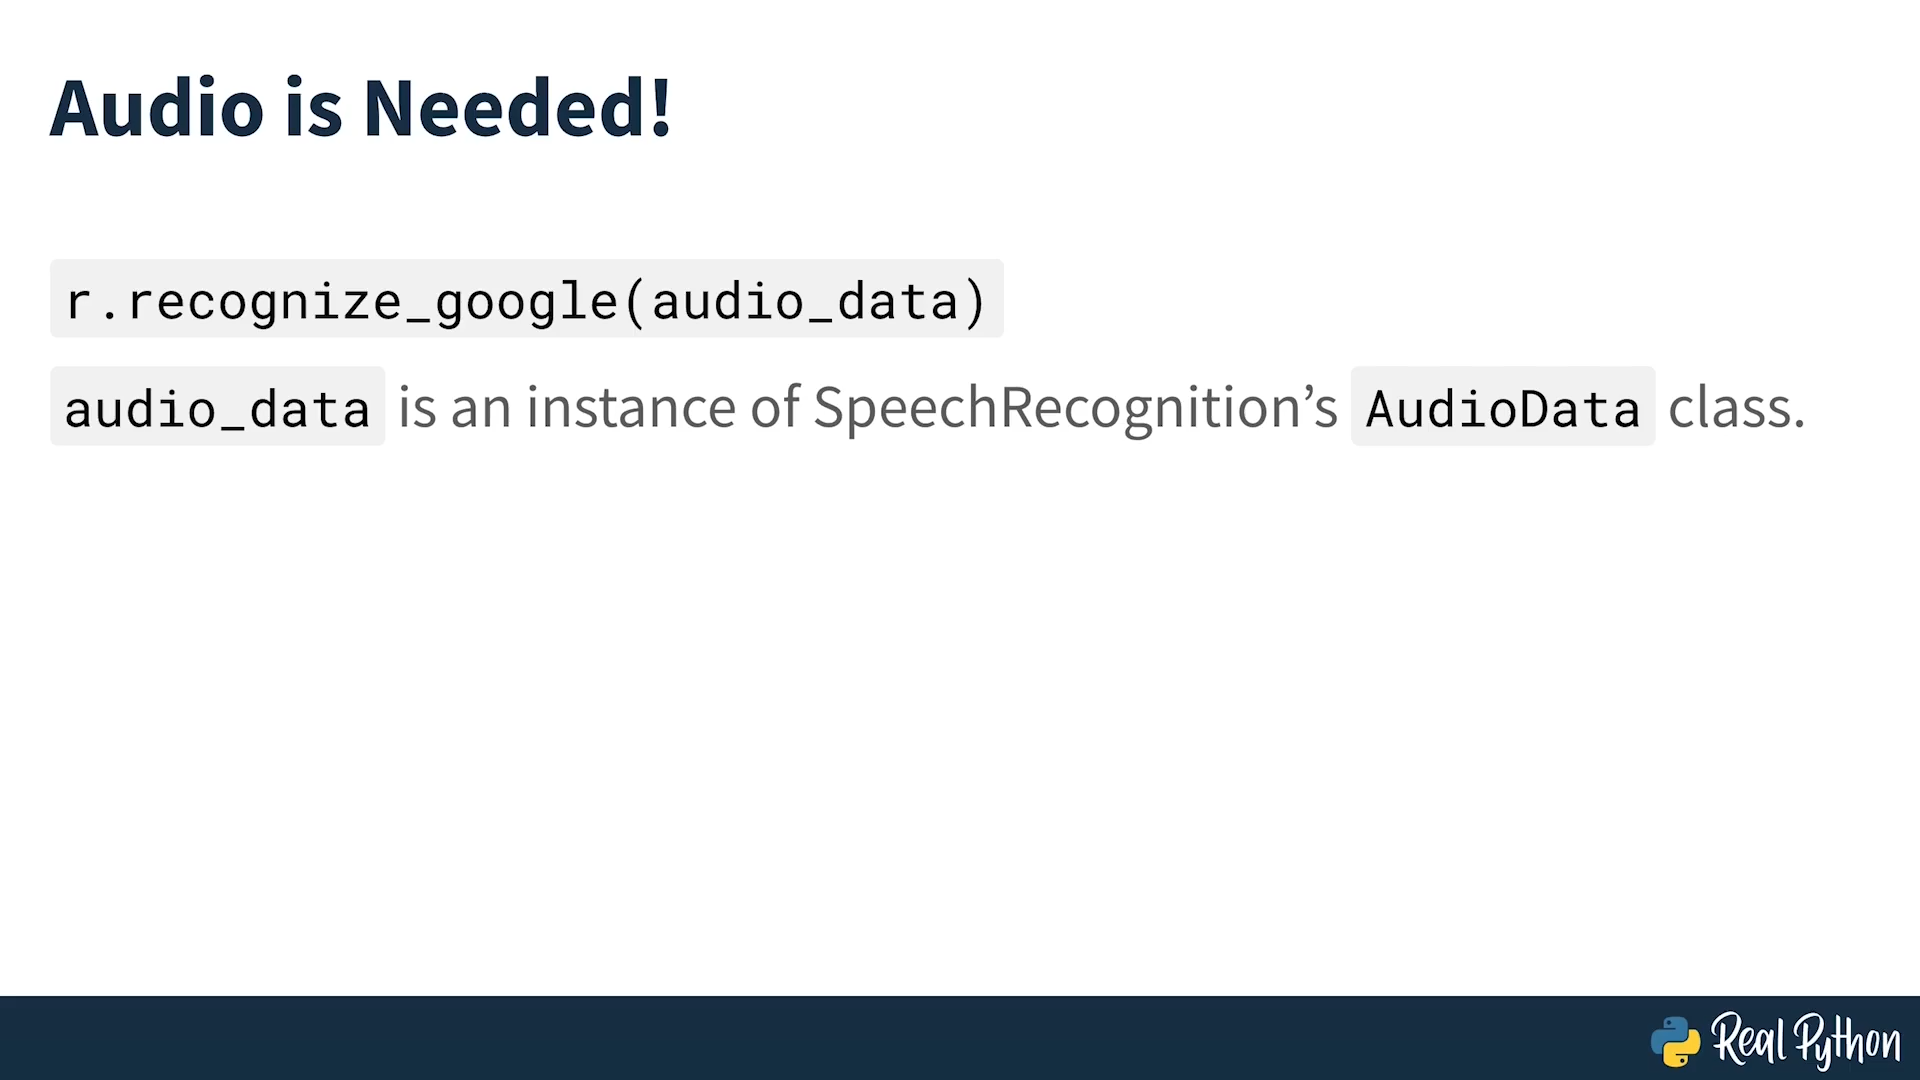 Audio is Needed!
r.recognize_google(audio_data)
audio_data is an instance of SpeechRecognition’s AudioData class.
Real Python